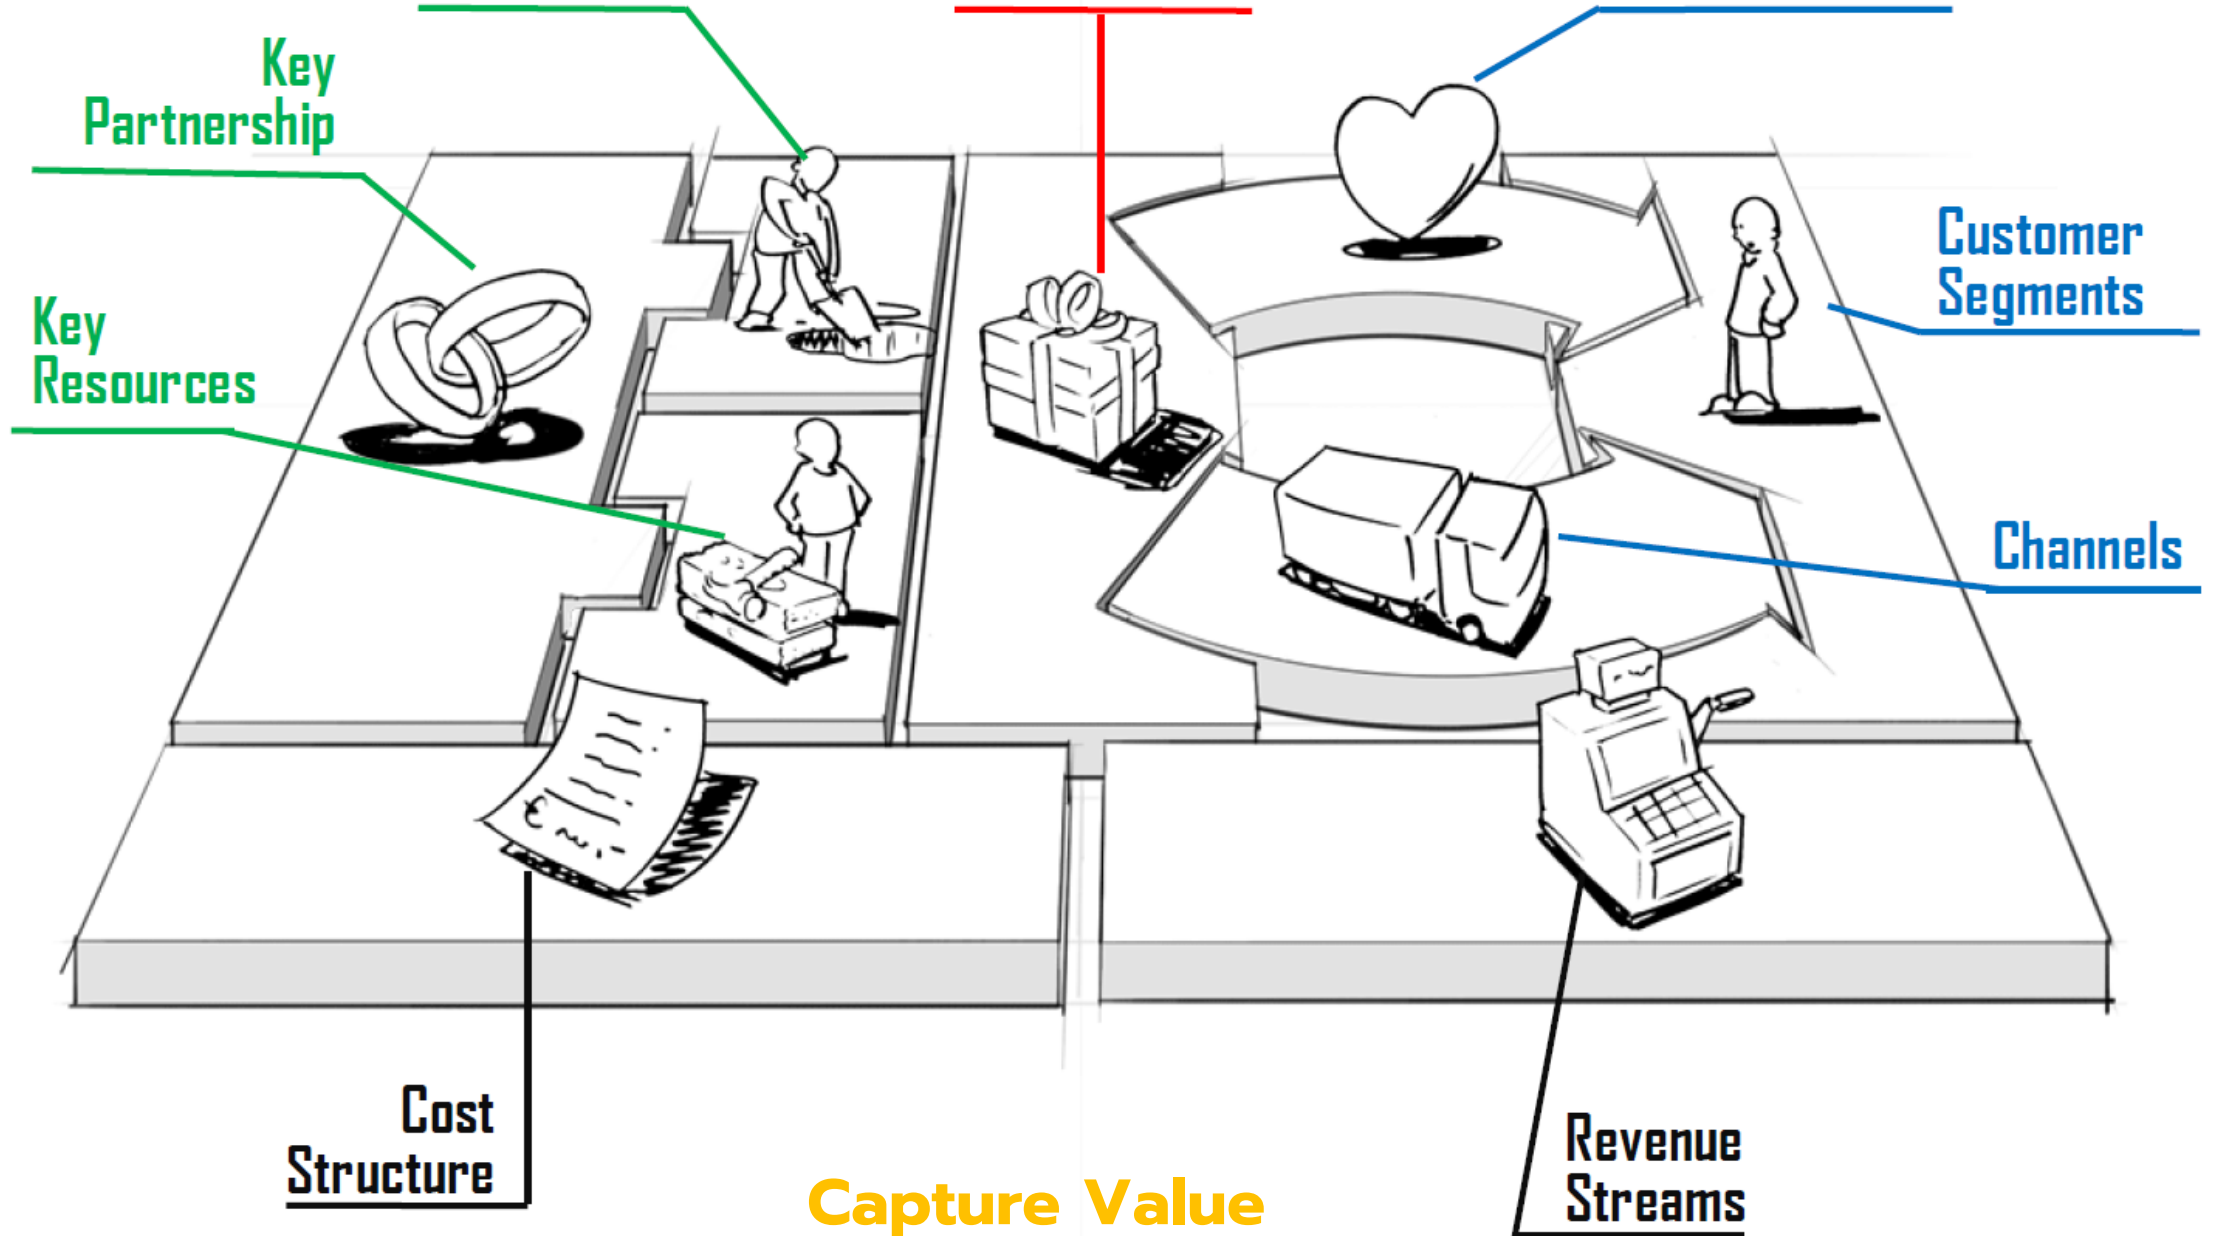 Key
Partnership
Key
Resources
Customer
Segments
Channels
€
Cost
Structure
Revenue
Streams
Capture Value